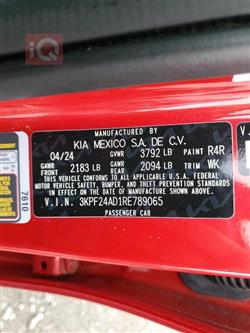 iQ
MFD BY
KIA MEXICO S.A. DE C.V.
04/24 GVWR 3792 LB PAINT R4R
GAWR FRONT 2183 LB GAWR REAR 2094 LB TRIM WK
THIS VEHICLE CONFORMS TO ALL APPLICABLE
FEDERAL MOTOR VEHICLE SAFETY, BUMPER,
AND THEFT PREVENTION STANDARDS IN
EFFECT ON THE DATE OF MANUFACTURE
SHOWN ABOVE.
V.I.N. 3KPF24AD1RE789065
PASSENGER CAR
7610